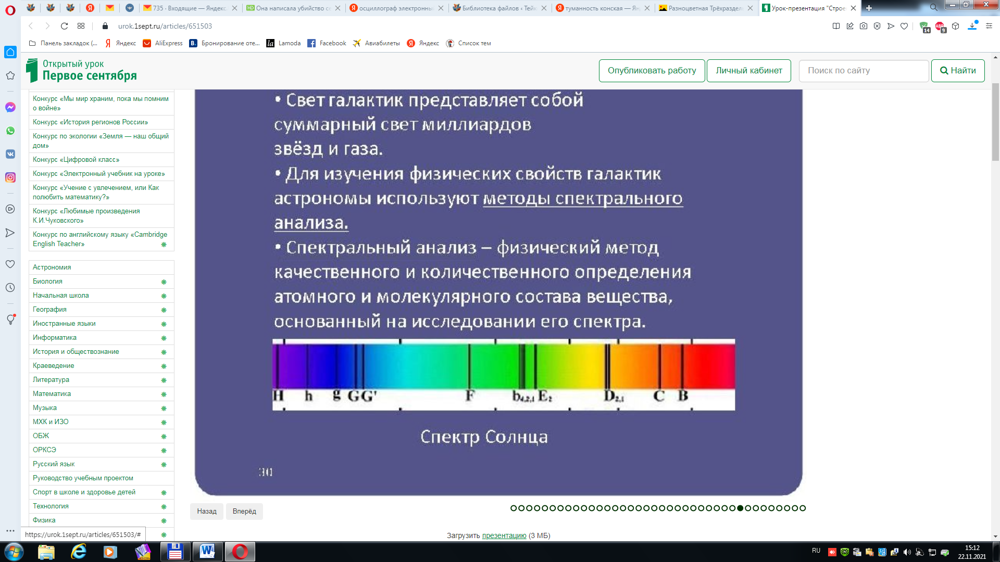 735 · Входящие — Яндекс
Она написала убийство се
осциллограф электронны
Библиотека файлов ‹ Тейк
туманность конская — Ян
Разноцветная Трёхраздел
Урок-презентация "Строе
urok.1sept.ru/articles/651503
14
ABP
9
Панель закладок (...
Яндекс
AliExpress
Бронирование оте...
Lamoda
Facebook
Авиабилеты
Яндекс
Список тем
Открытый урок
Первое сентября
Опубликовать работу
Личный кабинет
Поиск по сайту
Найти
Конкурс «Мы мир храним, пока мы помним
о войне»
Конкурс «История регионов России»
Конкурс по экологии «Земля — наш общий
дом»
Конкурс «Цифровой класс»
Конкурс «Электронный учебник на уроке»
Конкурс «Учение с увлечением, или Как
полюбить математику?»
Конкурс «Любимые произведения
К.И.Чуковского»
Конкурс по английскому языку «Cambridge
English Teacher»
Астрономия
Биология
Начальная школа
География
Иностранные языки
Информатика
История и обществознание
Краеведение
Литература
Математика
Музыка
МХК и ИЗО
ОБЖ
ОРКСЭ
Русский язык
Руководство учебным проектом
Спорт в школе и здоровье детей
Технология
Физика
https://urok.1sept.ru/articles/651503/#
• Свет галактик представляет собой
суммарный свет миллиардов
звёзд и газа.
• Для изучения физических свойств галактик
астрономы используют методы спектрального
анализа.
• Спектральный анализ – физический метод
качественного и количественного определения
атомного и молекулярного состава вещества,
основанный на исследовании его спектра.
H h g G G' F b4,2,1 E2 D2,1 C B
Спектр Солнца
30
Назад
Вперёд
Загрузить презентацию (3 МБ)
RU
15:12
22.11.2021